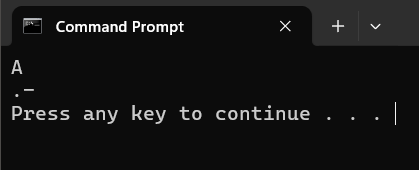 Command Prompt
A
.-
Press any key to continue . . .